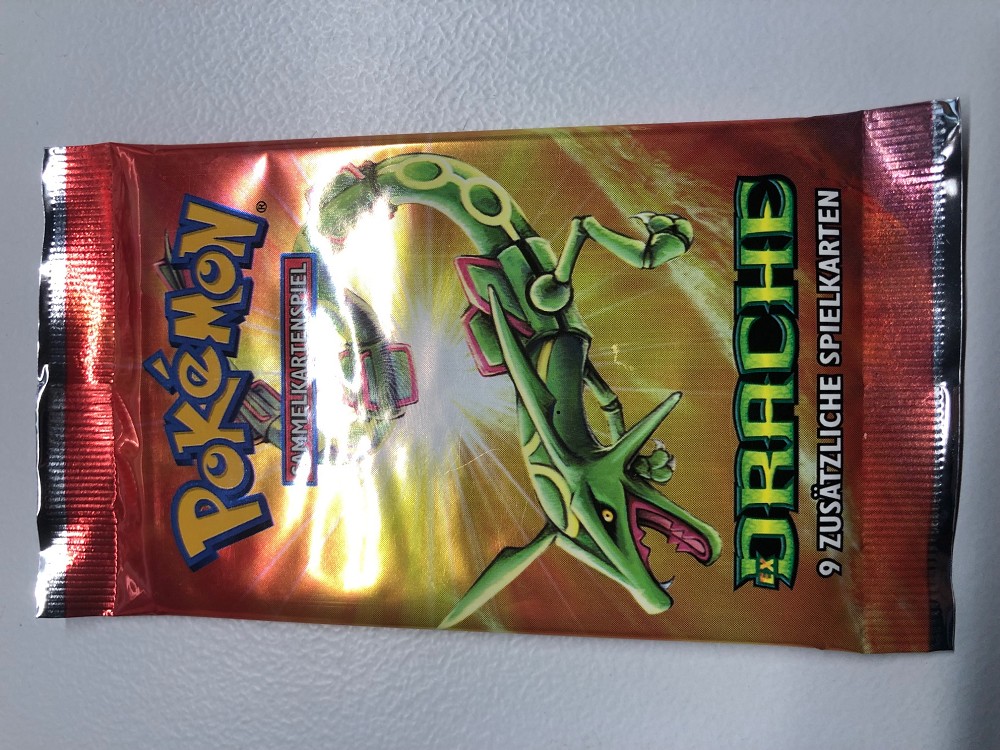 POKéMON®
SAMMELKARTENSPIEL
EX
DRACHE
9 ZUSÄTZLICHE SPIELKARTEN